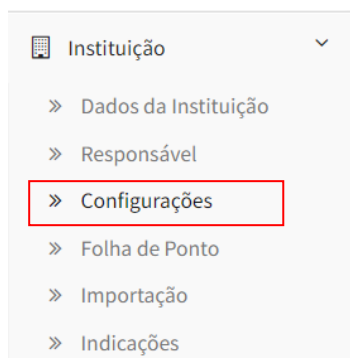 Instituição
Dados da Instituição
Responsável
Configurações
Folha de Ponto
Importação
Indicações